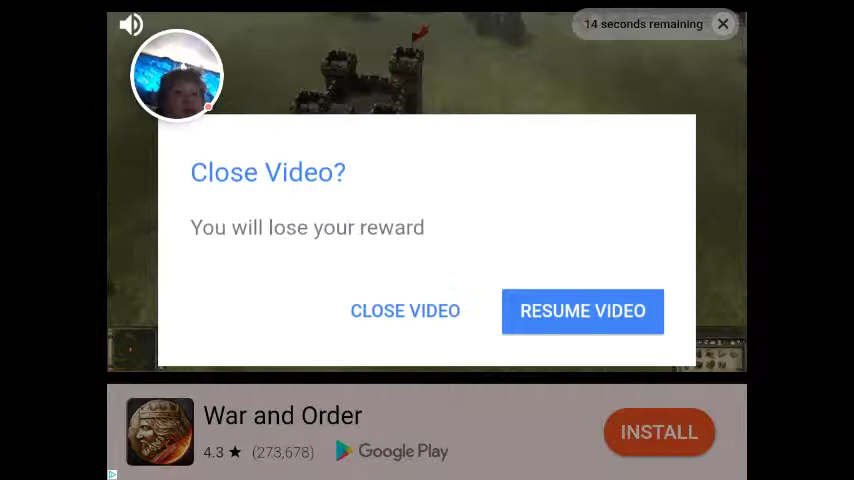 14 seconds remaining
Close Video?
You will lose your reward
CLOSE VIDEO
RESUME VIDEO
War and Order
4.3 ★ (273,678)
Google Play
INSTALL